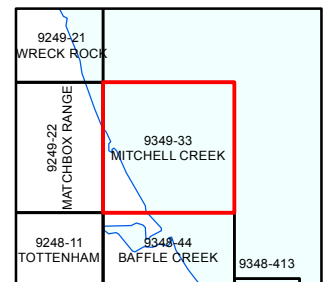 9249-21
WRECK ROCK
9249-22
MATCHBOX RANGE
9349-33
MITCHELL CREEK
9248-11
TOTTENHAM
9348-44
BAFFLE CREEK
9348-413